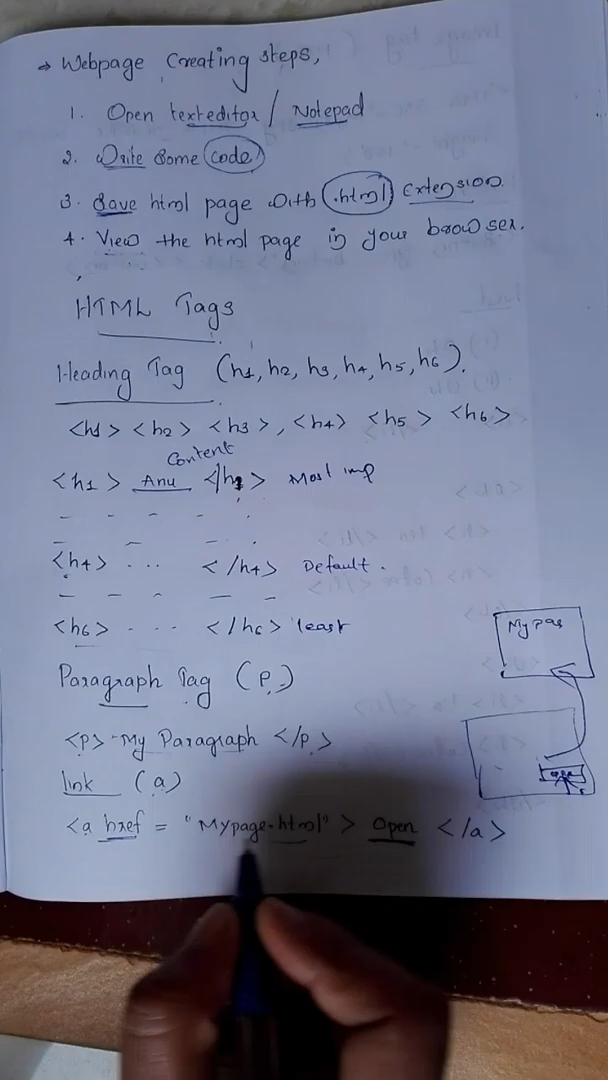 → Webpage Creating steps,
1. Open texteditor / Notepad
2. Write Some code
3. Save html page with .html Extension
4. View the html page in your browser.
HTML Tags
Heading Tag (h1, h2, h3, h4, h5, h6).
<h1> <h2> <h3>, <h4> <h5> <h6>
Content
<h1> Anu </h1> Most imp
<h4> ... </h4> Default.
<h6> ... </h6> least
Paragraph Tag (p)
<p> My Paragraph </p>
link (a)
<a href = "Mypage.html"> Open </a>
My pag